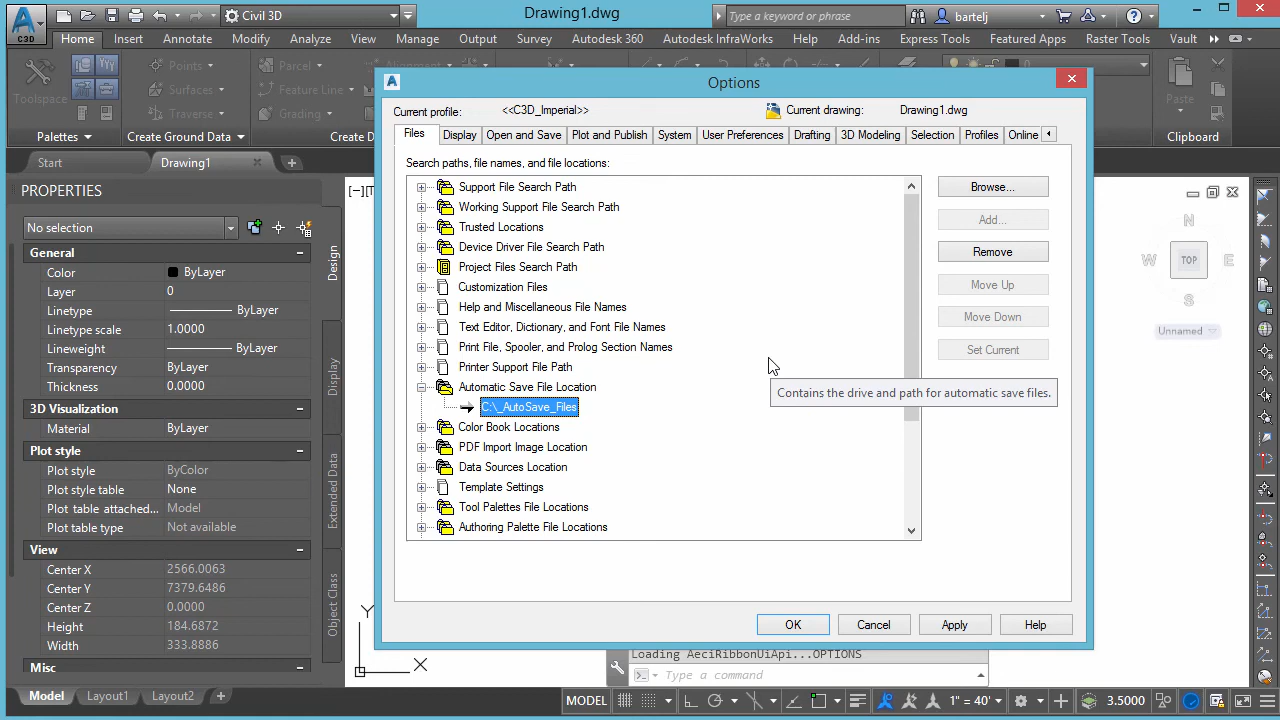 A
C3D
Civil 3D
Drawing1.dwg
Type a keyword or phrase
bartelj
Home Insert Annotate Modify Analyze View Manage Output Survey Autodesk 360 Autodesk InfraWorks Help Add-ins Express Tools Featured Apps Raster Tools Vault
Toolspace
Palettes
Points
Surfaces
Traverse
Create Ground Data
Parcel
Feature Line
Grading
Create D
Alignment
0
Paste
Clipboard
Start
Drawing1
PROPERTIES
No selection
General
Color ByLayer
Layer 0
Linetype ByLayer
Linetype scale 1.0000
Lineweight ByLayer
Transparency ByLayer
Thickness 0.0000
3D Visualization
Material ByLayer
Plot style
Plot style ByColor
Plot style table None
Plot table attached... Model
Plot table type Not available
View
Center X 2566.0063
Center Y 7379.6486
Center Z 0.0000
Height 184.6872
Width 333.8886
Misc
Design
Display
Extended Data
Object Class
[−][T
Options
Current profile: <<C3D_Imperial>>
Current drawing: Drawing1.dwg
Files Display Open and Save Plot and Publish System User Preferences Drafting 3D Modeling Selection Profiles Online
Search paths, file names, and file locations:
Support File Search Path
Working Support File Search Path
Trusted Locations
Device Driver File Search Path
Project Files Search Path
Customization Files
Help and Miscellaneous File Names
Text Editor, Dictionary, and Font File Names
Print File, Spooler, and Prolog Section Names
Printer Support File Path
Automatic Save File Location
C:\_AutoSave_Files
Color Book Locations
PDF Import Image Location
Data Sources Location
Template Settings
Tool Palettes File Locations
Authoring Palette File Locations
Browse...
Add...
Remove
Move Up
Move Down
Set Current
Contains the drive and path for automatic save files.
OK Cancel Apply Help
N
W TOP E
S
Unnamed
Y
X
Loading AeciRibbonUiApi...OPTIONS
Type a command
Model Layout1 Layout2
MODEL
1" = 40'
3.5000